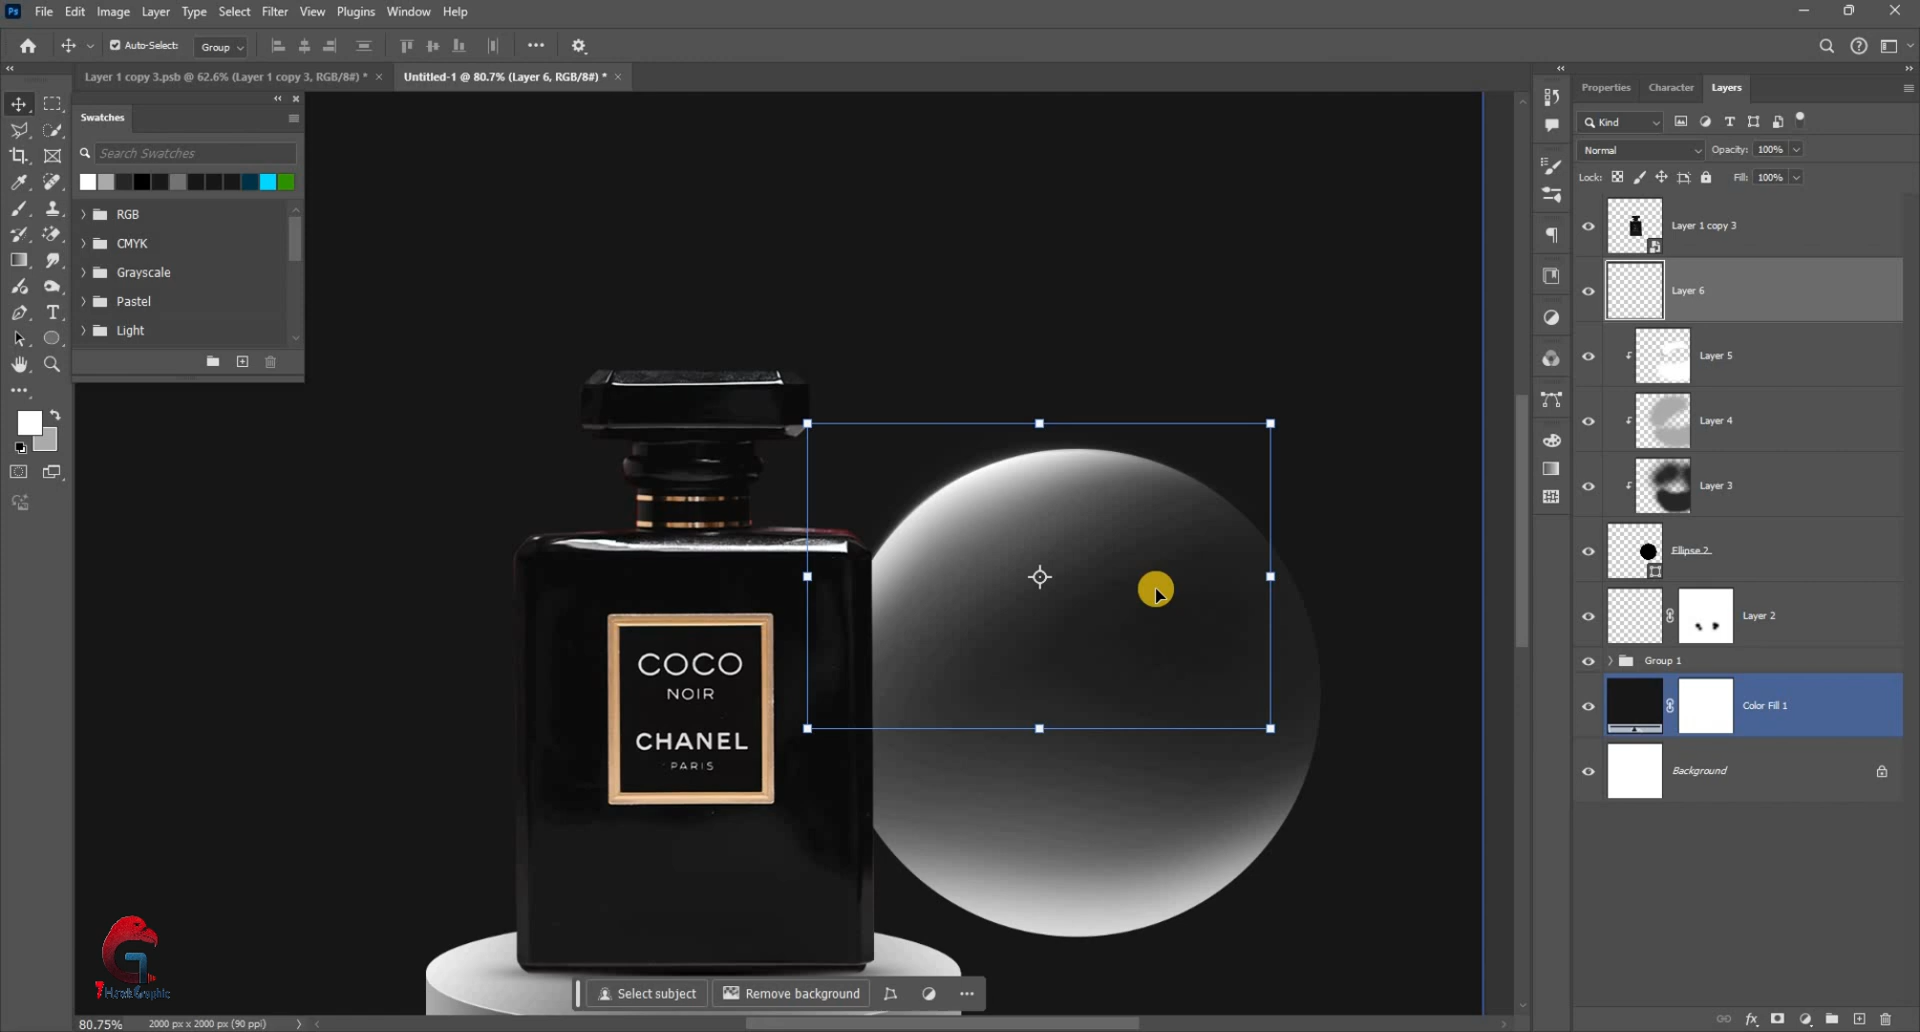 Ps File Edit Image Layer Type Select Filter View Plugins Window Help
Auto-Select: Group
Layer 1 copy 3.psb @ 62.6% (Layer 1 copy 3, RGB/8#) *
Untitled-1 @ 80.7% (Layer 6, RGB/8#) *
Swatches
Search Swatches
RGB
CMYK
Grayscale
Pastel
Light
COCO
NOIR
CHANEL
PARIS
Select subject
Remove background
80.75% 2000 px x 2000 px (90 ppi)
Properties Character Layers
Kind
Normal Opacity: 100%
Lock: Fill: 100%
Layer 1 copy 3
Layer 6
Layer 5
Layer 4
Layer 3
Ellipse 2
Layer 2
Group 1
Color Fill 1
Background